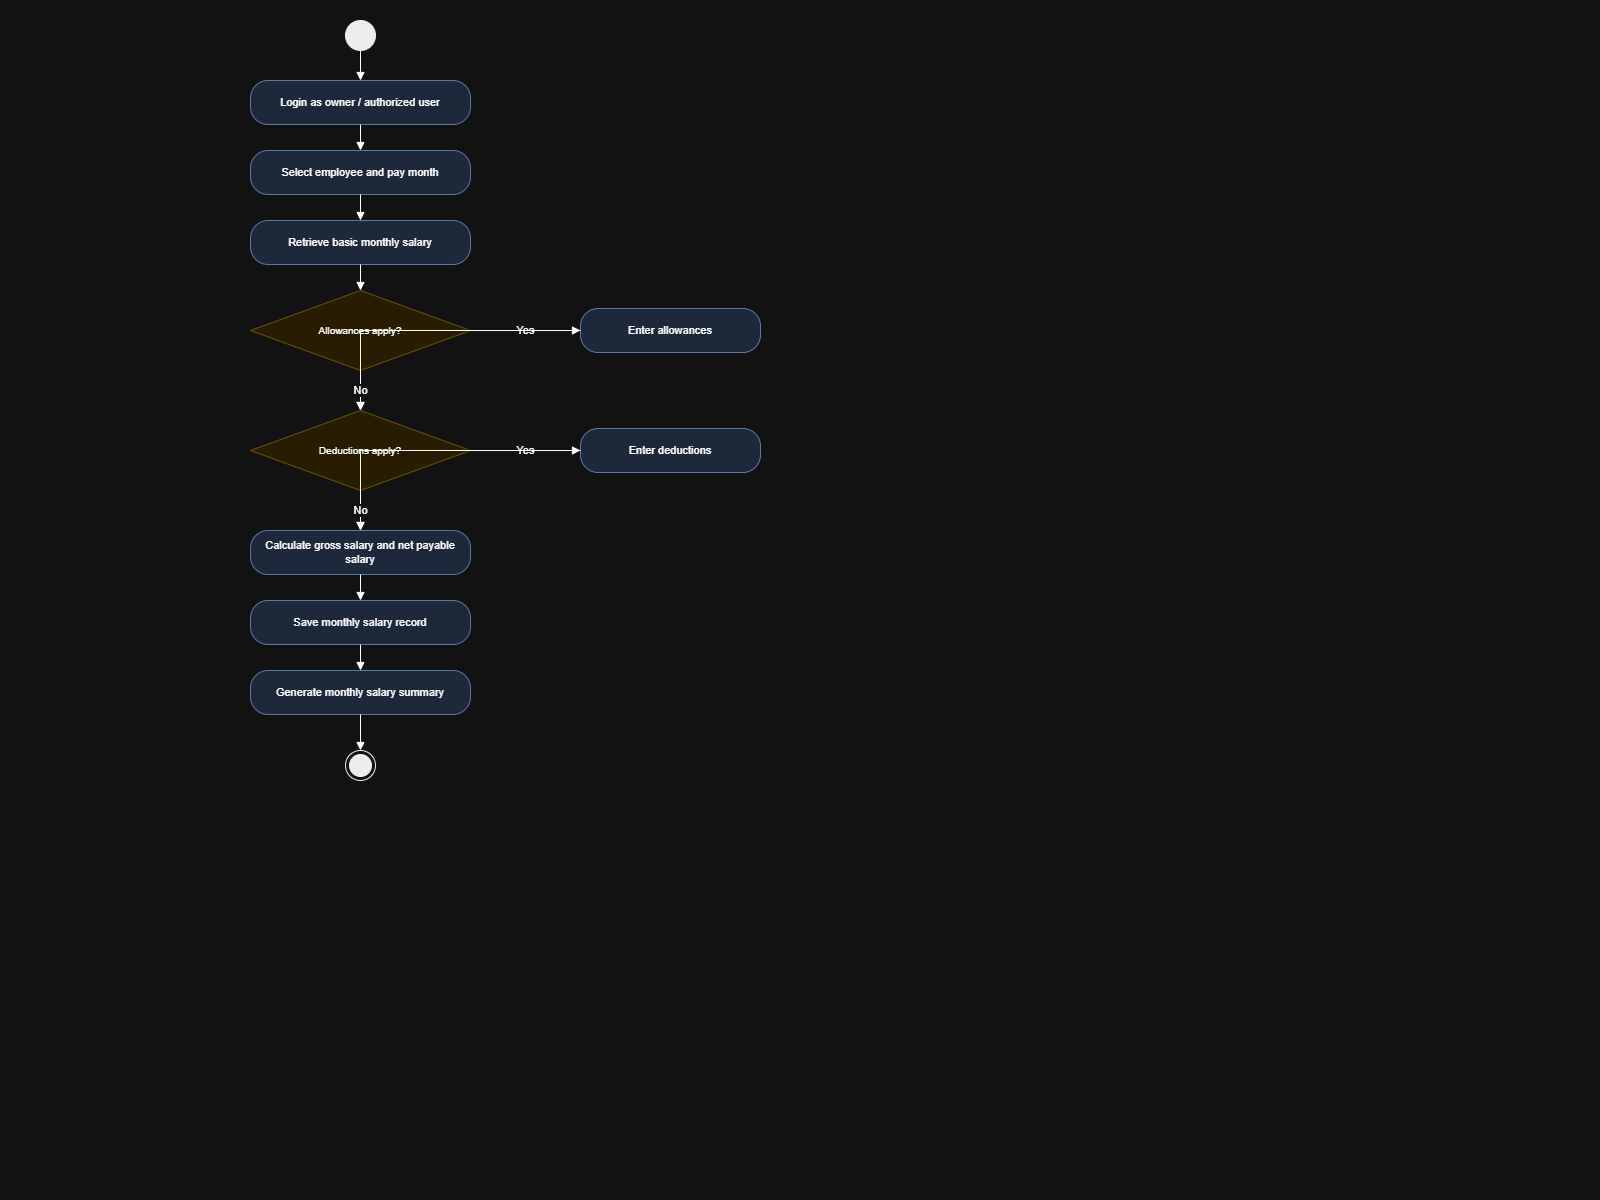 Login as owner / authorized user
Select employee and pay month
Retrieve basic monthly salary
Allowances apply?
Yes
Enter allowances
No
Deductions apply?
Yes
Enter deductions
No
Calculate gross salary and net payable
salary
Save monthly salary record
Generate monthly salary summary